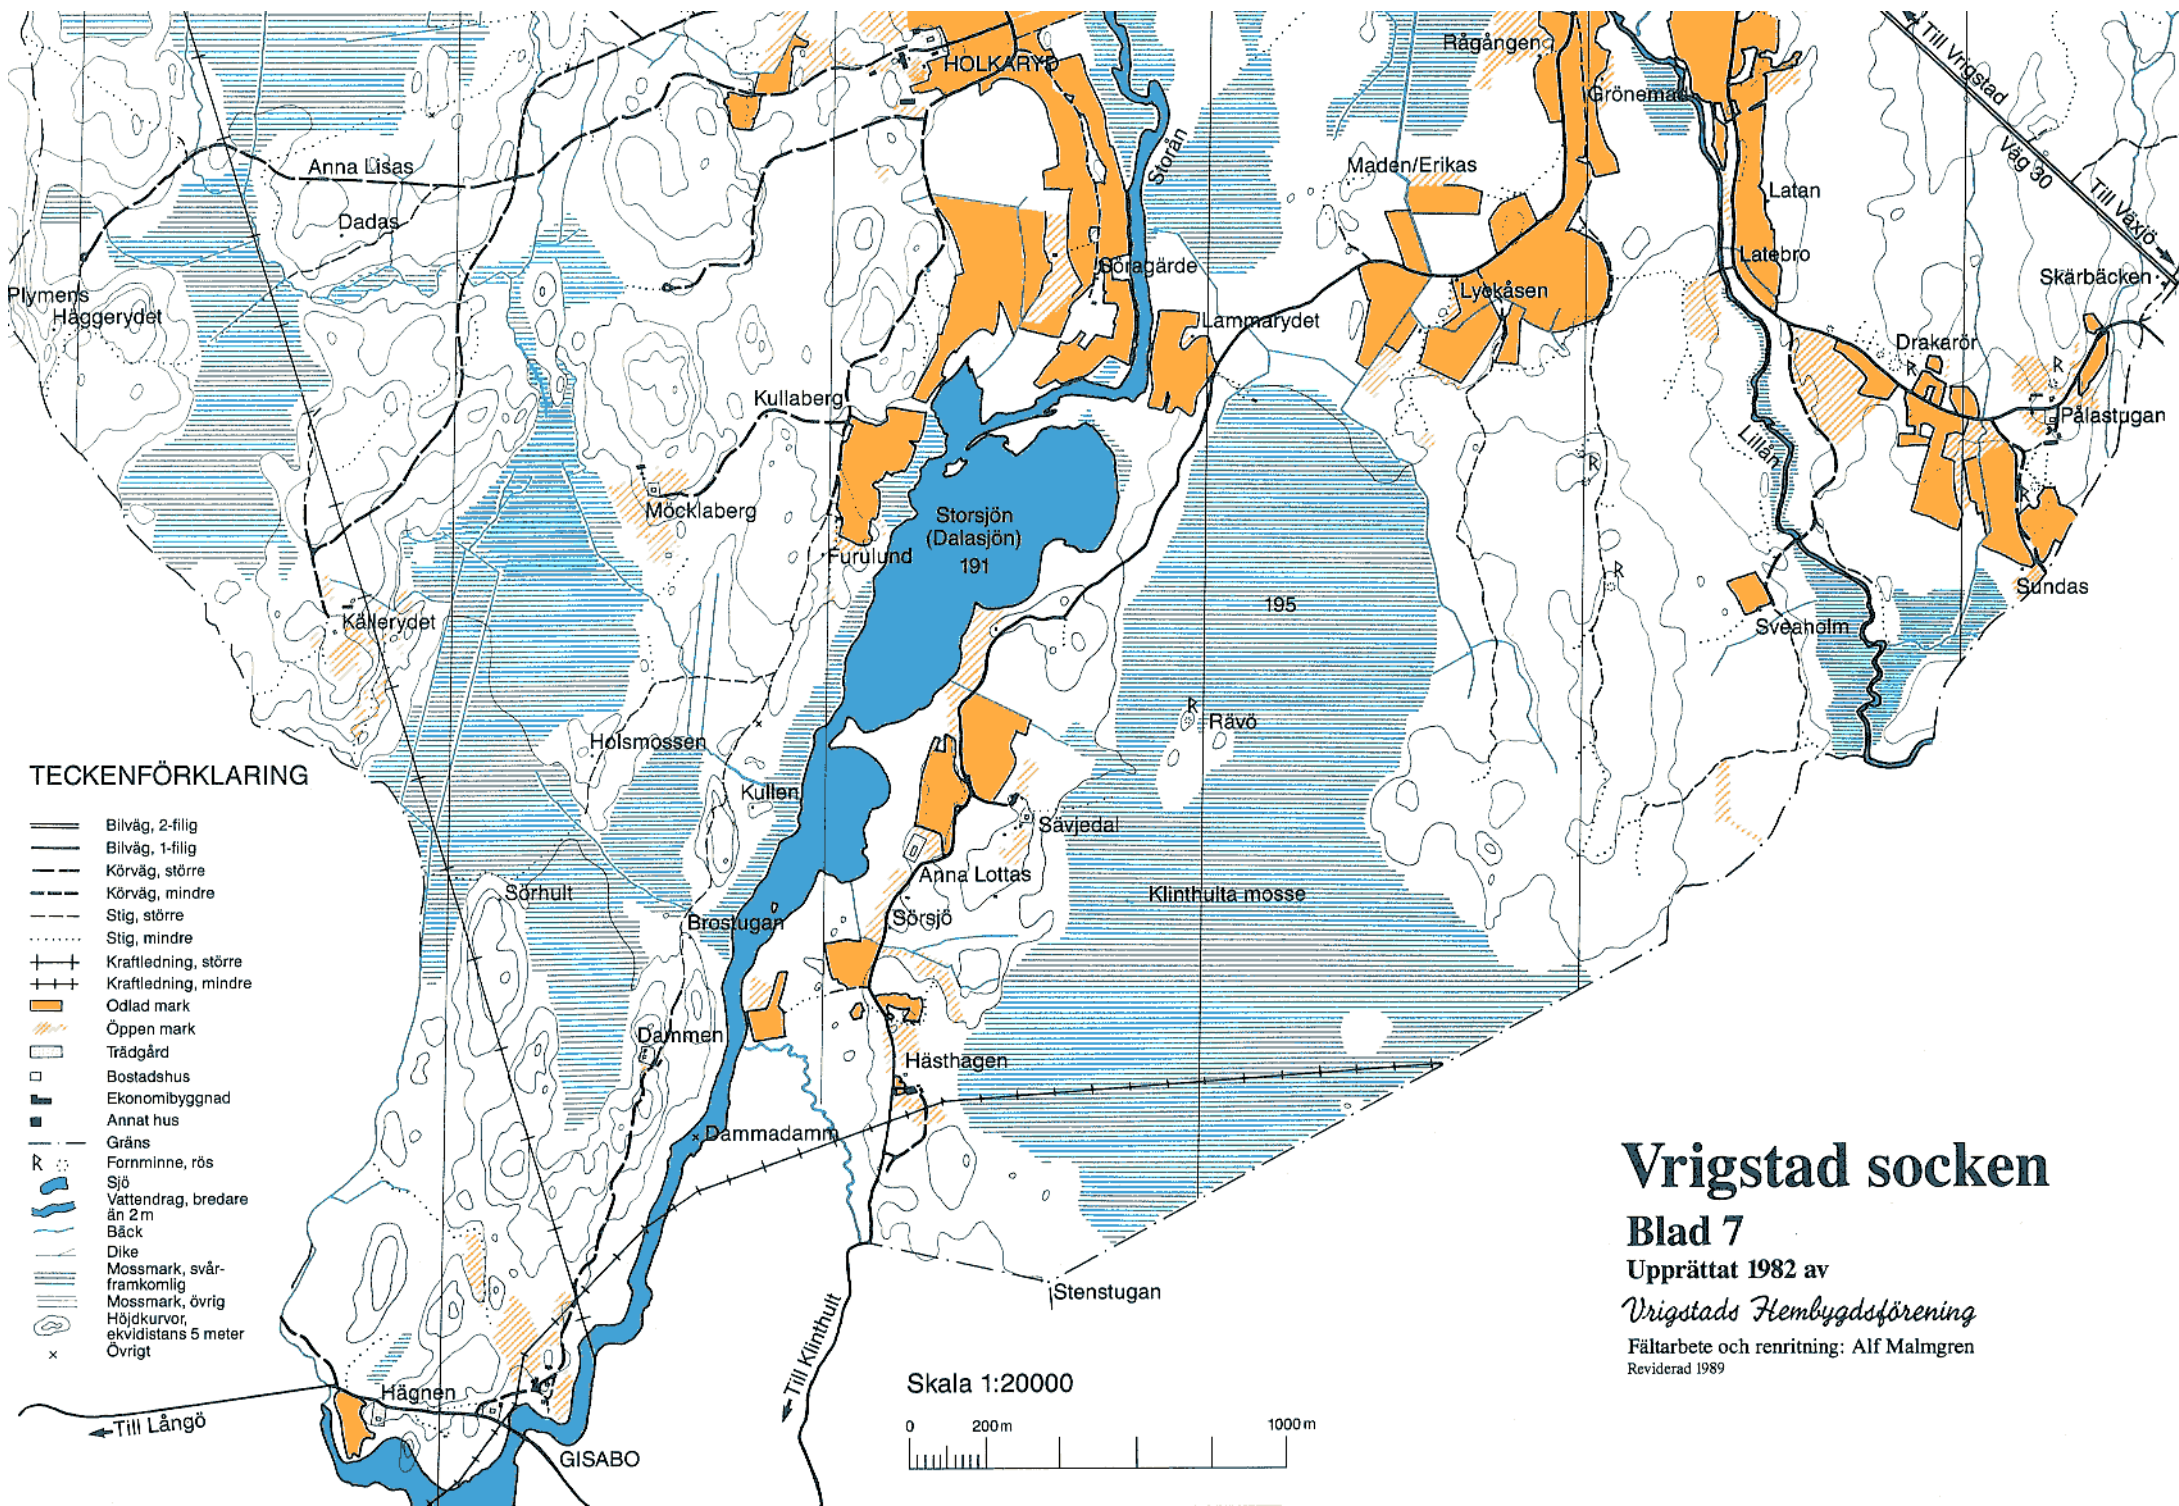 Rågången
Till Vrigstad
HOLKARYD
Grönemad
Väg 30
Storån
Anna Lisas
Maden/Erikas
Latan
Till Växjö
Dadas
Latebro
Söragärde
Skärbäcken
Plymens
Häggerydet
Lyckåsen
Lammarydet
Drakarör
R
R
Kullaberg
Pålastugan
Lillån
R
R
Möcklaberg
Storsjön
(Dalasjön)
191
Furulund
R
Sundas
195
Källerydet
Sveaholm
R
Rävö
Holsmossen
Kullen
Sävjedal
Anna Lottas
Sörhult
Klinthulta mosse
Brostugan
Sörsjö
Dammen
Hästhagen
Dammadamm
Stenstugan
Till Klinthult
Hägnen
Till Långö
GISABO
TECKENFÖRKLARING
Bilväg, 2-filig
Bilväg, 1-filig
Körväg, större
Körväg, mindre
Stig, större
Stig, mindre
Kraftledning, större
Kraftledning, mindre
Odlad mark
Öppen mark
Trädgård
Bostadshus
Ekonomibyggnad
Annat hus
Gräns
R Fornminne, rös
Sjö
Vattendrag, bredare
än 2 m
Bäck
Dike
Mossmark, svår-
framkomlig
Mossmark, övrig
Höjdkurvor,
ekvidistans 5 meter
x Övrigt
Skala 1:20000
0 200 m 1000 m
Vrigstad socken
Blad 7
Upprättat 1982 av
Vrigstads Hembygdsförening
Fältarbete och renritning: Alf Malmgren
Reviderad 1989